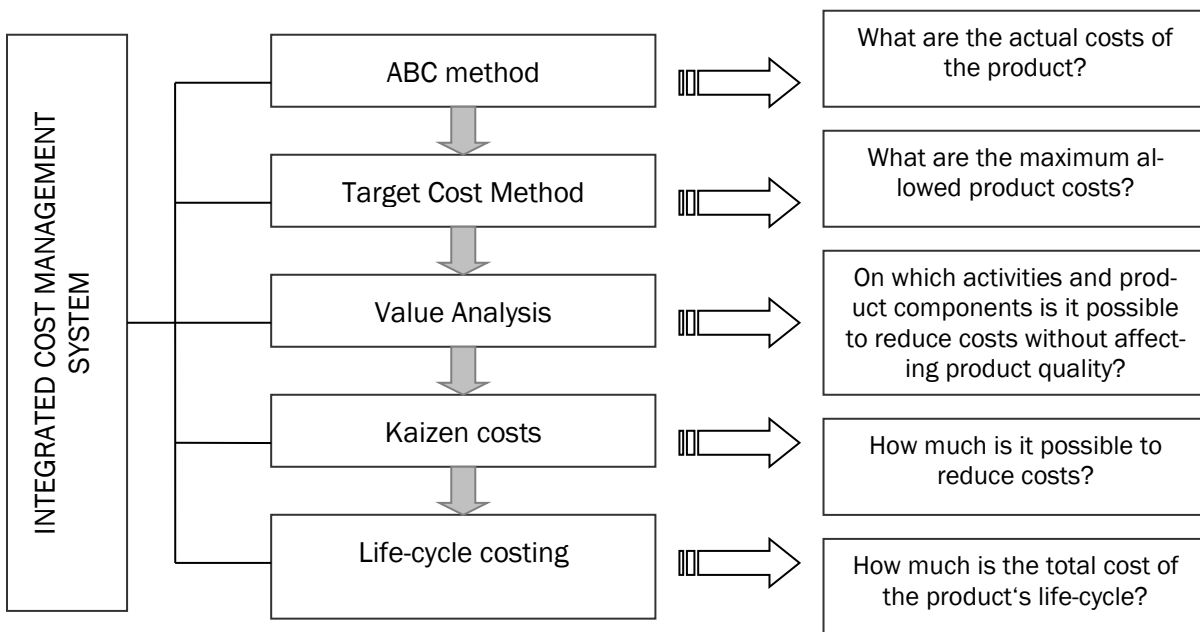 INTEGRATED COST MANAGEMENT
SYSTEM
ABC method
What are the actual costs of
the product?
Target Cost Method
What are the maximum al-
lowed product costs?
Value Analysis
On which activities and prod-
uct components is it possible
to reduce costs without affect-
ing product quality?
Kaizen costs
How much is it possible to
reduce costs?
Life-cycle costing
How much is the total cost of
the product‘s life-cycle?